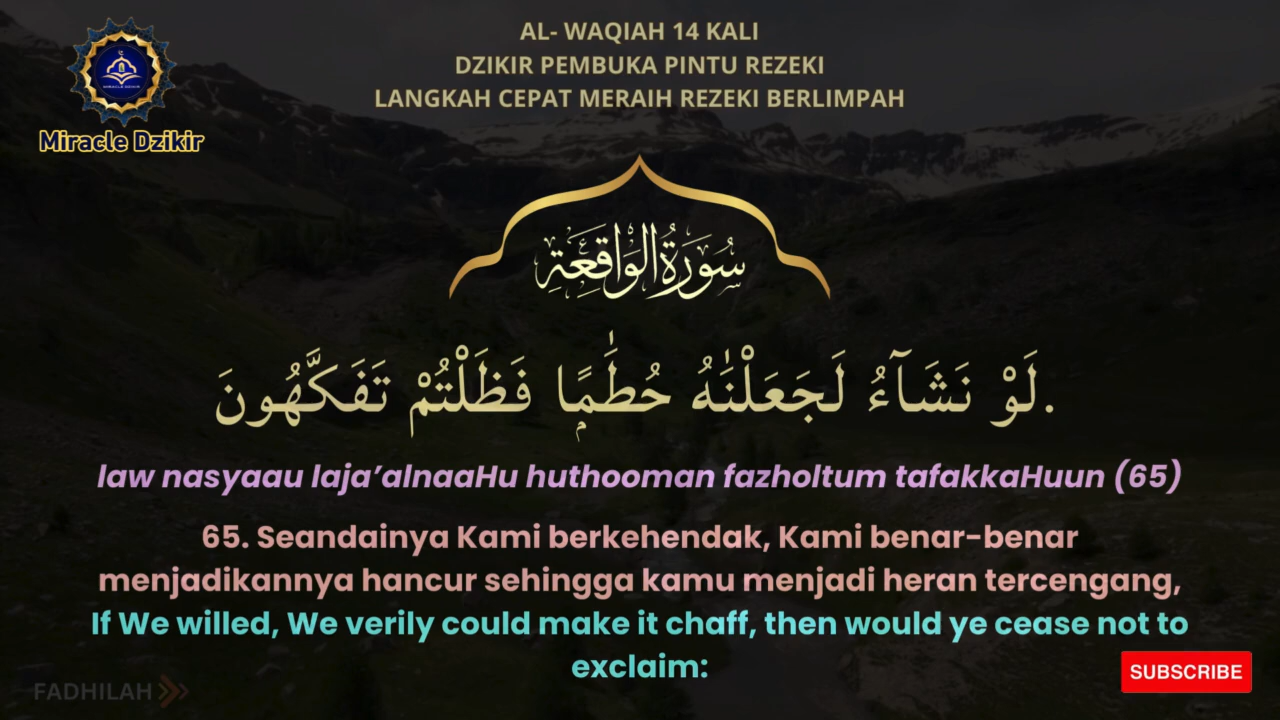 AL- WAQIAH 14 KALI
DZIKIR PEMBUKA PINTU REZEKI
LANGKAH CEPAT MERAIH REZEKI BERLIMPAH
MIRACLE DZIKIR
Miracle Dzikir
سُورَةُ الْوَاقِعَةِ
لَوْ نَشَآءُ لَجَعَلْنٰهُ حُطَٰمًۭا فَظَلْتُمْ تَفَكَّهُونَ.
law nasyaau laja’alnaaHu huthooman fazholtum tafakkaHuun (65)
65. Seandainya Kami berkehendak, Kami benar-benar
menjadikannya hancur sehingga kamu menjadi heran tercengang,
If We willed, We verily could make it chaff, then would ye cease not to
exclaim:
FADHILAH
SUBSCRIBE